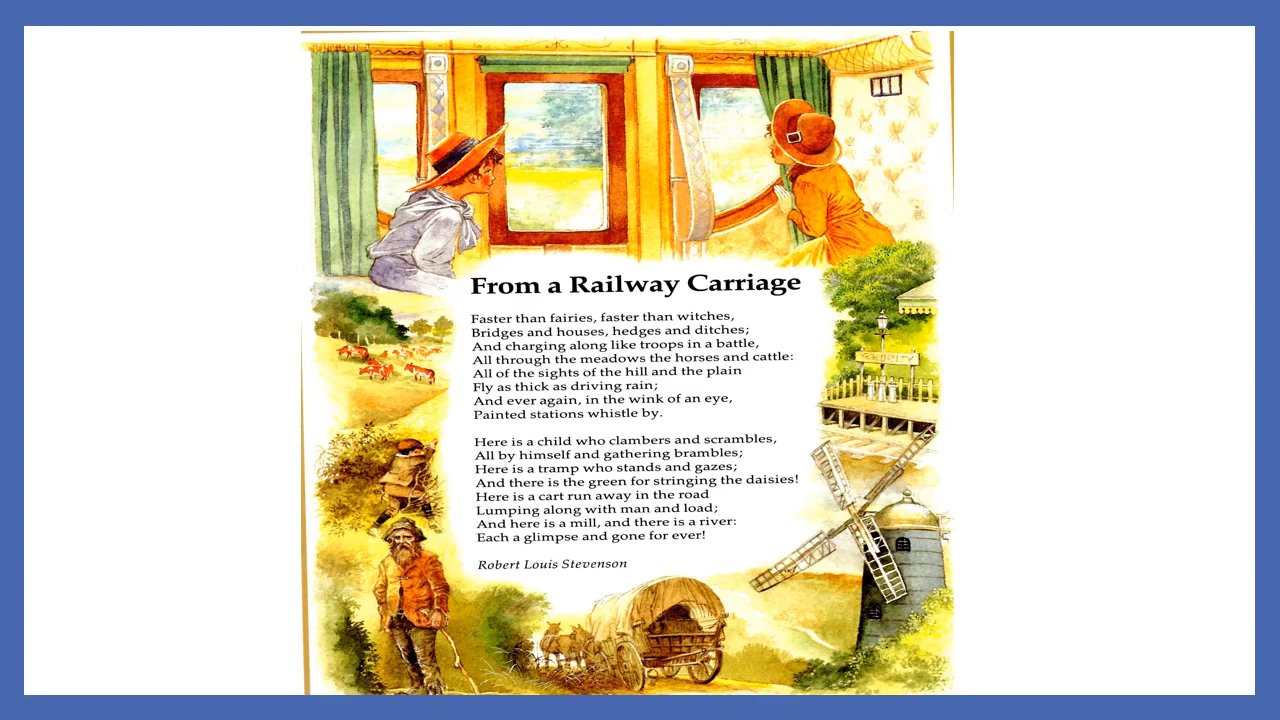 From a Railway Carriage
Faster than fairies, faster than witches,
Bridges and houses, hedges and ditches;
And charging along like troops in a battle,
All through the meadows the horses and cattle:
All of the sights of the hill and the plain
Fly as thick as driving rain;
And ever again, in the wink of an eye,
Painted stations whistle by.
Here is a child who clambers and scrambles,
All by himself and gathering brambles;
Here is a tramp who stands and gazes;
And there is the green for stringing the daisies!
Here is a cart run away in the road
Lumping along with man and load;
And here is a mill, and there is a river:
Each a glimpse and gone for ever!
Robert Louis Stevenson